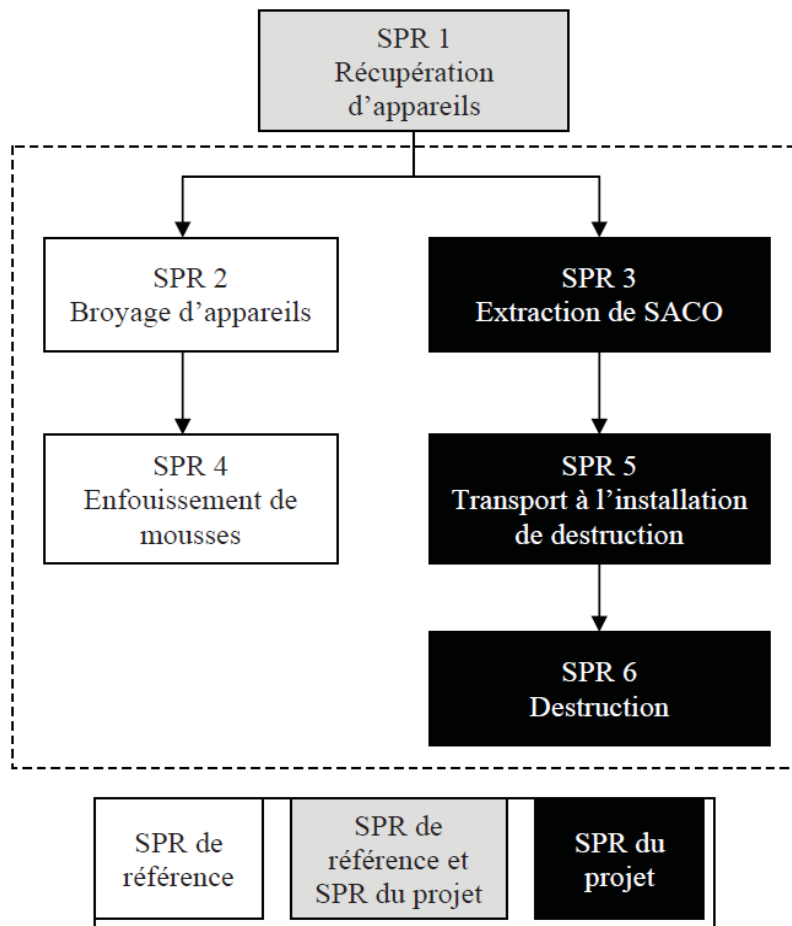 SPR 1
Récupération
d’appareils
SPR 2
Broyage d’appareils
SPR 3
Extraction de SACO
SPR 4
Enfouissement de
mousses
SPR 5
Transport à l’installation
de destruction
SPR 6
Destruction
SPR de
référence
SPR de
référence et
SPR du projet
SPR du
projet